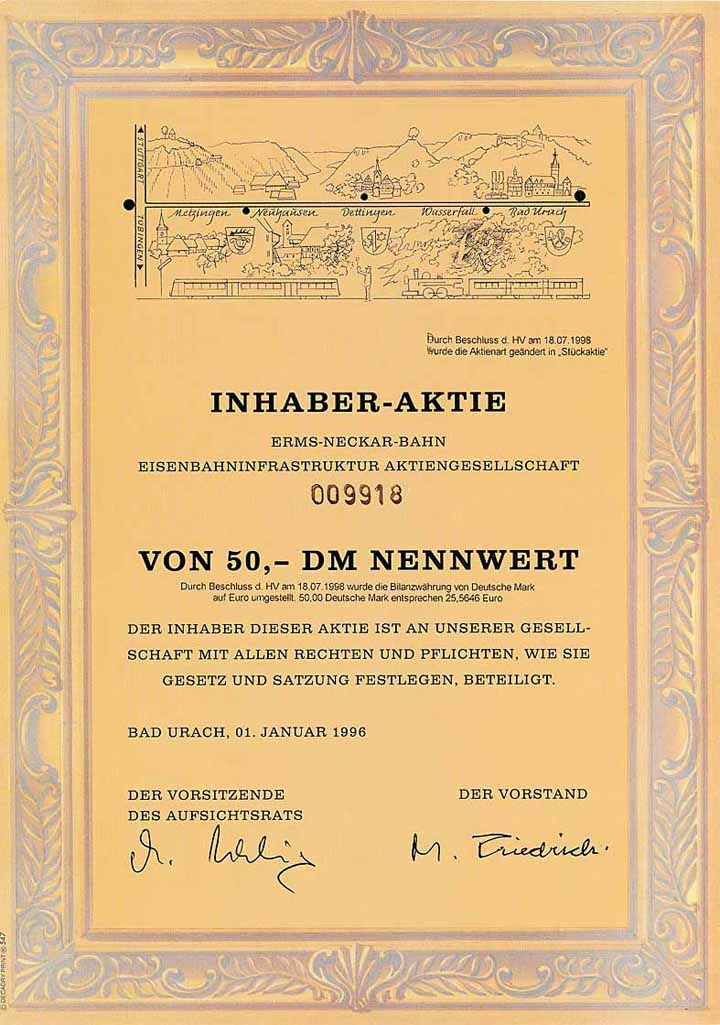 STUTTGART
TÜBINGEN
Metzingen Neuhausen Dettingen Wasserfall Bad Urach
Durch Beschluss d. HV am 18.07.1998
wurde die Aktienart geändert in „Stückaktie"
INHABER-AKTIE
ERMS-NECKAR-BAHN
EISENBAHNINFRASTRUKTUR AKTIENGESELLSCHAFT
009918
VON 50,– DM NENNWERT
Durch Beschluss d. HV am 18.07.1998 wurde die Bilanzwährung von Deutsche Mark
auf Euro umgestellt. 50,00 Deutsche Mark entsprechen 25,5646 Euro
DER INHABER DIESER AKTIE IST AN UNSERER GESELL-
SCHAFT MIT ALLEN RECHTEN UND PFLICHTEN, WIE SIE
GESETZ UND SATZUNG FESTLEGEN, BETEILIGT.
BAD URACH, 01. JANUAR 1996
DER VORSITZENDE
DES AUFSICHTSRATS
DER VORSTAND
M. Friedrich.
© DECADRY PRINT ® 547